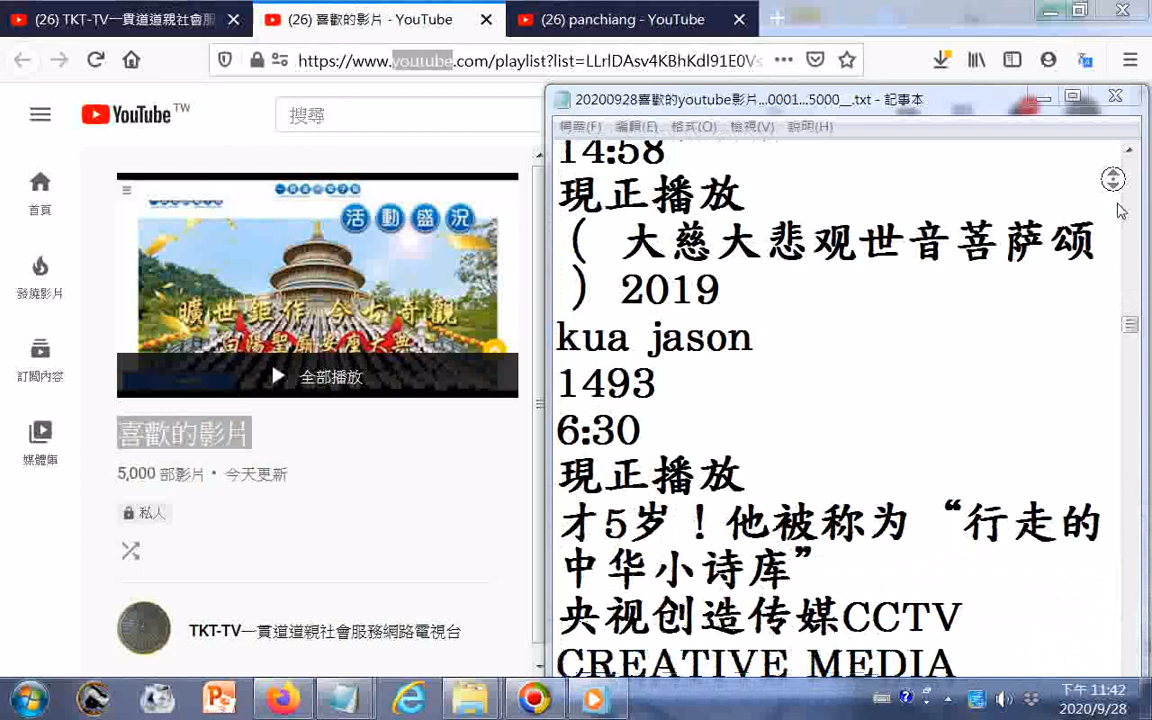 (26) TKT-TV一貫道道親社會服
(26) 喜歡的影片 - YouTube
(26) panchiang - YouTube
https://www.youtube.com/playlist?list=LLrlDAsv4KBhKdl91E0Vs
YouTube TW
搜尋
首頁
發燒影片
訂閱內容
媒體庫
活動盛況
曠世鉅作 今古奇觀
全部播放
喜歡的影片
5,000 部影片・今天更新
私人
TKT-TV一貫道道親社會服務網路電視台
20200928喜歡的youtube影片...0001...5000__.txt - 記事本
檔案(F) 編輯(E) 格式(O) 檢視(V) 說明(H)
14:58
現正播放
( 大慈大悲观世音菩萨颂
) 2019
kua jason
1493
6:30
現正播放
才5岁！他被称为“行走的
中华小诗库”
央视创造传媒CCTV
CREATIVE MEDIA
下午 11:42
2020/9/28